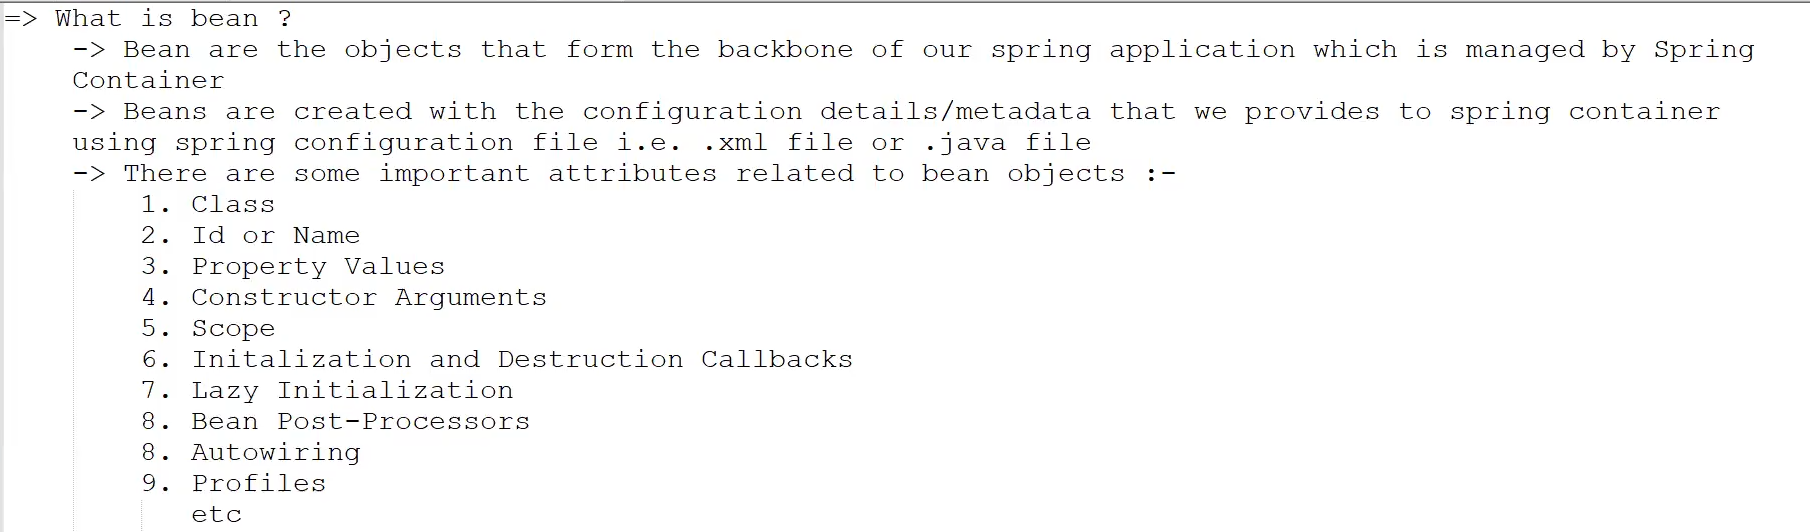 => What is bean ?
-> Bean are the objects that form the backbone of our spring application which is managed by Spring
Container
-> Beans are created with the configuration details/metadata that we provides to spring container
using spring configuration file i.e. .xml file or .java file
-> There are some important attributes related to bean objects :-
1. Class
2. Id or Name
3. Property Values
4. Constructor Arguments
5. Scope
6. Initalization and Destruction Callbacks
7. Lazy Initialization
8. Bean Post-Processors
8. Autowiring
9. Profiles
etc